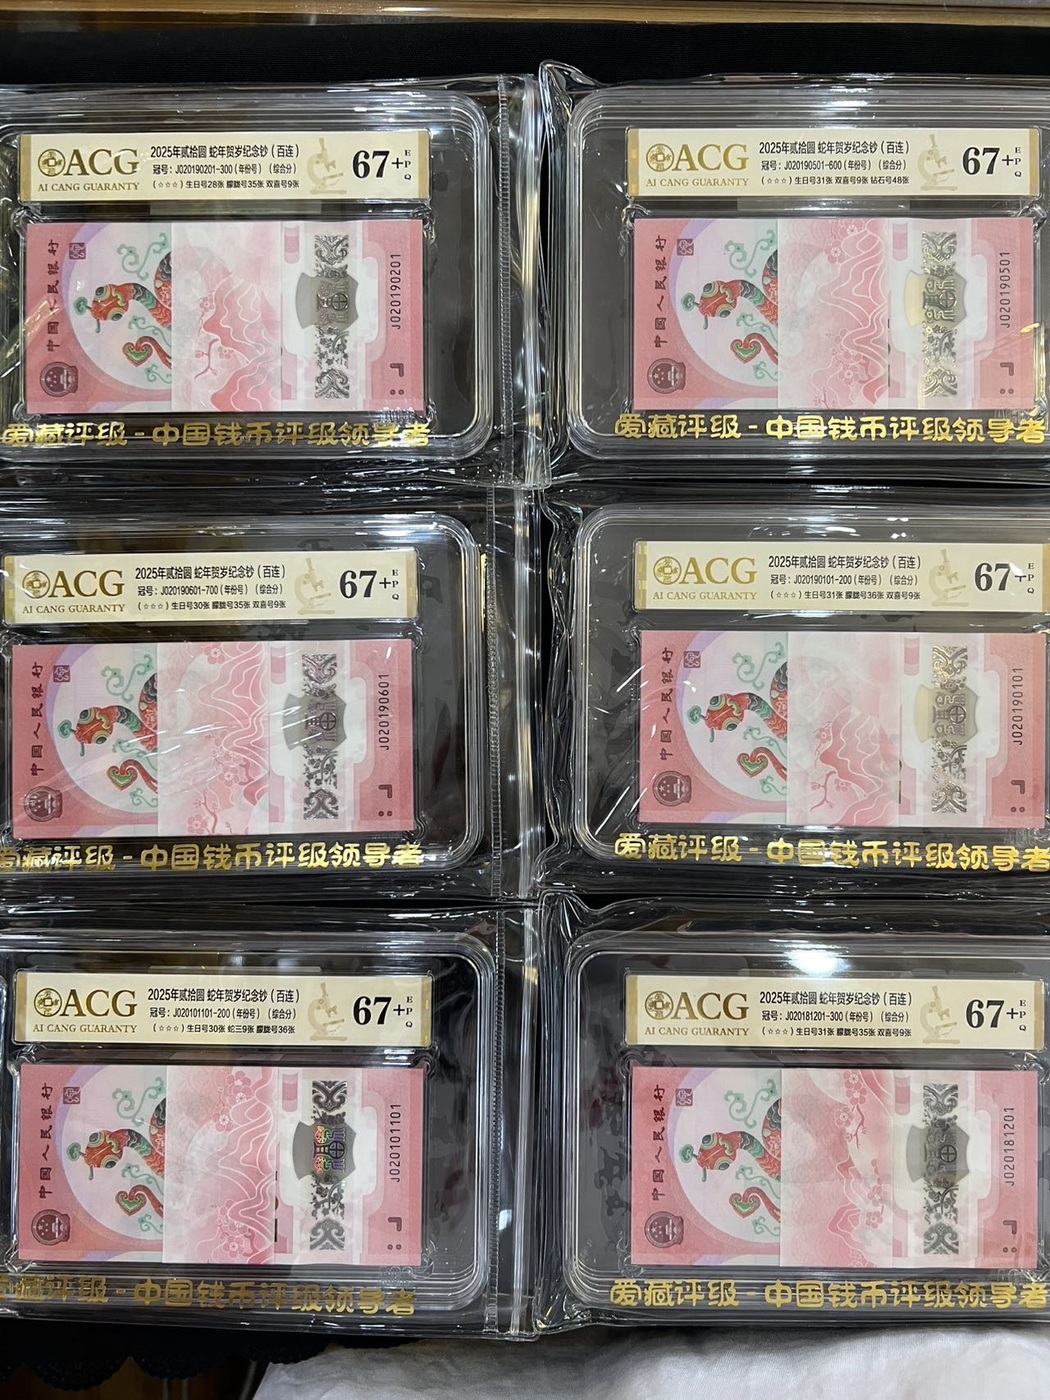 ACG
AI CANG GUARANTY
2025年贰拾圆 蛇年贺岁纪念钞（百连）
冠号：J020190201-300（年份号）（综合分）
（☆☆☆）生日号28张 朦胧号35张 双喜号9张
67+
EPQ
中国人民银行
J020190201
爱藏评级-中国钱币评级领导者
ACG
AI CANG GUARANTY
2025年贰拾圆 蛇年贺岁纪念钞（百连）
冠号：J020190501-600（年份号）（综合分）
（☆☆☆）生日号31张 双喜号9张 钻石号48张
67+
EPQ
中国人民银行
J020190501
爱藏评级-中国钱币评级领导者
ACG
AI CANG GUARANTY
2025年贰拾圆 蛇年贺岁纪念钞（百连）
冠号：J020190601-700（年份号）（综合分）
（☆☆☆）生日号30张 朦胧号35张 双喜号9张
67+
EPQ
中国人民银行
J020190601
爱藏评级-中国钱币评级领导者
ACG
AI CANG GUARANTY
2025年贰拾圆 蛇年贺岁纪念钞（百连）
冠号：J020190101-200（年份号）（综合分）
（☆☆☆）生日号31张 朦胧号36张 双喜号9张
67+
EPQ
中国人民银行
J020190101
爱藏评级-中国钱币评级领导者
ACG
AI CANG GUARANTY
2025年贰拾圆 蛇年贺岁纪念钞（百连）
冠号：J020101101-200（年份号）（综合分）
（☆☆☆）生日号30张 蛇三9张 朦胧号36张
67+
EPQ
中国人民银行
J020101101
爱藏评级-中国钱币评级领导者
ACG
AI CANG GUARANTY
2025年贰拾圆 蛇年贺岁纪念钞（百连）
冠号：J020181201-300（年份号）（综合分）
（☆☆☆）生日号31张 朦胧号35张 双喜号9张
67+
EPQ
中国人民银行
J020181201
爱藏评级-中国钱币评级领导者